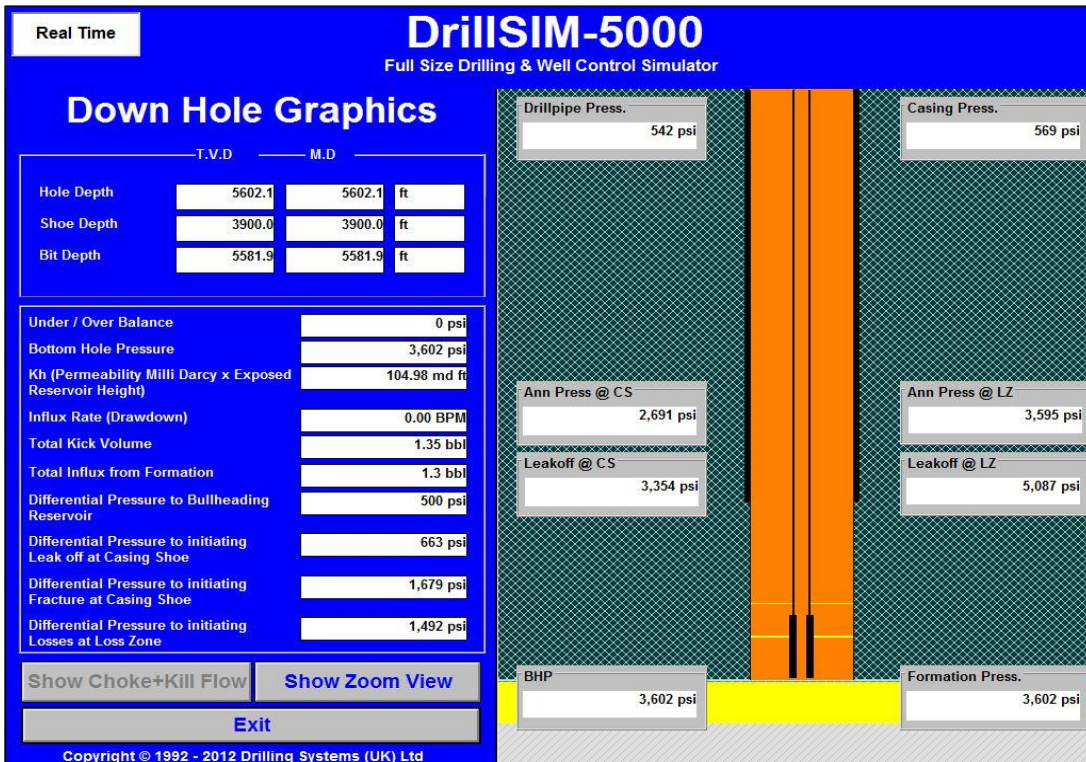 Real Time
DrillSIM-5000
Full Size Drilling & Well Control Simulator
Down Hole Graphics
T.V.D M.D
Hole Depth 5602.1 5602.1 ft
Shoe Depth 3900.0 3900.0 ft
Bit Depth 5581.9 5581.9 ft
Under / Over Balance 0 psi
Bottom Hole Pressure 3,602 psi
Kh (Permeability Milli Darcy x Exposed
Reservoir Height) 104.98 md ft
Influx Rate (Drawdown) 0.00 BPM
Total Kick Volume 1.35 bbl
Total Influx from Formation 1.3 bbl
Differential Pressure to Bullheading
Reservoir 500 psi
Differential Pressure to initiating
Leak off at Casing Shoe 663 psi
Differential Pressure to initiating
Fracture at Casing Shoe 1,679 psi
Differential Pressure to initiating
Losses at Loss Zone 1,492 psi
Show Choke+Kill Flow Show Zoom View
Exit
Copyright © 1992 - 2012 Drilling Systems (UK) Ltd
Drillpipe Press.
542 psi
Casing Press.
569 psi
Ann Press @ CS
2,691 psi
Ann Press @ LZ
3,595 psi
Leakoff @ CS
3,354 psi
Leakoff @ LZ
5,087 psi
BHP
3,602 psi
Formation Press.
3,602 psi